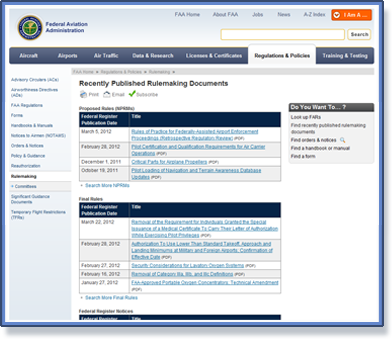 FAA Home About FAA Jobs News A-Z Index I Am A ...
Federal Aviation
Administration
Search
Aircraft Airports Air Traffic Data & Research Licenses & Certificates Regulations & Policies Training & Testing
FAA Home Regulations & Policies Rulemaking
Advisory Circulars (ACs)
Airworthiness Directives
(ADs)
FAA Regulations
Forms
Handbooks & Manuals
Notices to Airmen (NOTAMS)
Orders & Notices
Policy & Guidance
Reauthorization
Rulemaking
Committees
Significant Guidance
Documents
Temporary Flight Restrictions
(TFRs)
Recently Published Rulemaking Documents
Print Email Subscribe
Proposed Rules (NPRMs)
Federal Register
Publication Date
Title
March 5, 2012
Rules of Practice for Federally-Assisted Airport Enforcement
Proceedings (Retrospective Regulatory Review) (PDF)
February 28, 2012
Pilot Certification and Qualification Requirements for Air Carrier
Operations (PDF)
December 1, 2011
Critical Parts for Airplane Propellers (PDF)
October 19, 2011
Pilot Loading of Navigation and Terrain Awareness Database
Updates (PDF)
Search More NPRMs
Final Rules
Federal Register
Publication Date
Title
March 22, 2012
Removal of the Requirement for Individuals Granted the Special
Issuance of a Medical Certificate To Carry Their Letter of Authorization
While Exercising Pilot Privileges (PDF)
February 28, 2012
Authorization To Use Lower Than Standard Takeoff, Approach and
Landing Minimums at Military and Foreign Airports; Confirmation of
Effective Date (PDF)
February 27, 2012
Security Considerations for Lavatory Oxygen Systems (PDF)
February 16, 2012
Removal of Category IIIa, IIIb, and IIIc Definitions (PDF)
January 27, 2012
FAA-Approved Portable Oxygen Concentrators; Technical Amendment
(PDF)
Search More Final Rules
Federal Register Notices
Federal Register
Title
Do You Want To... ?
Look up FARs
Find recently published rulemaking
documents
Find orders & notices
Find a handbook or manual
Find a form